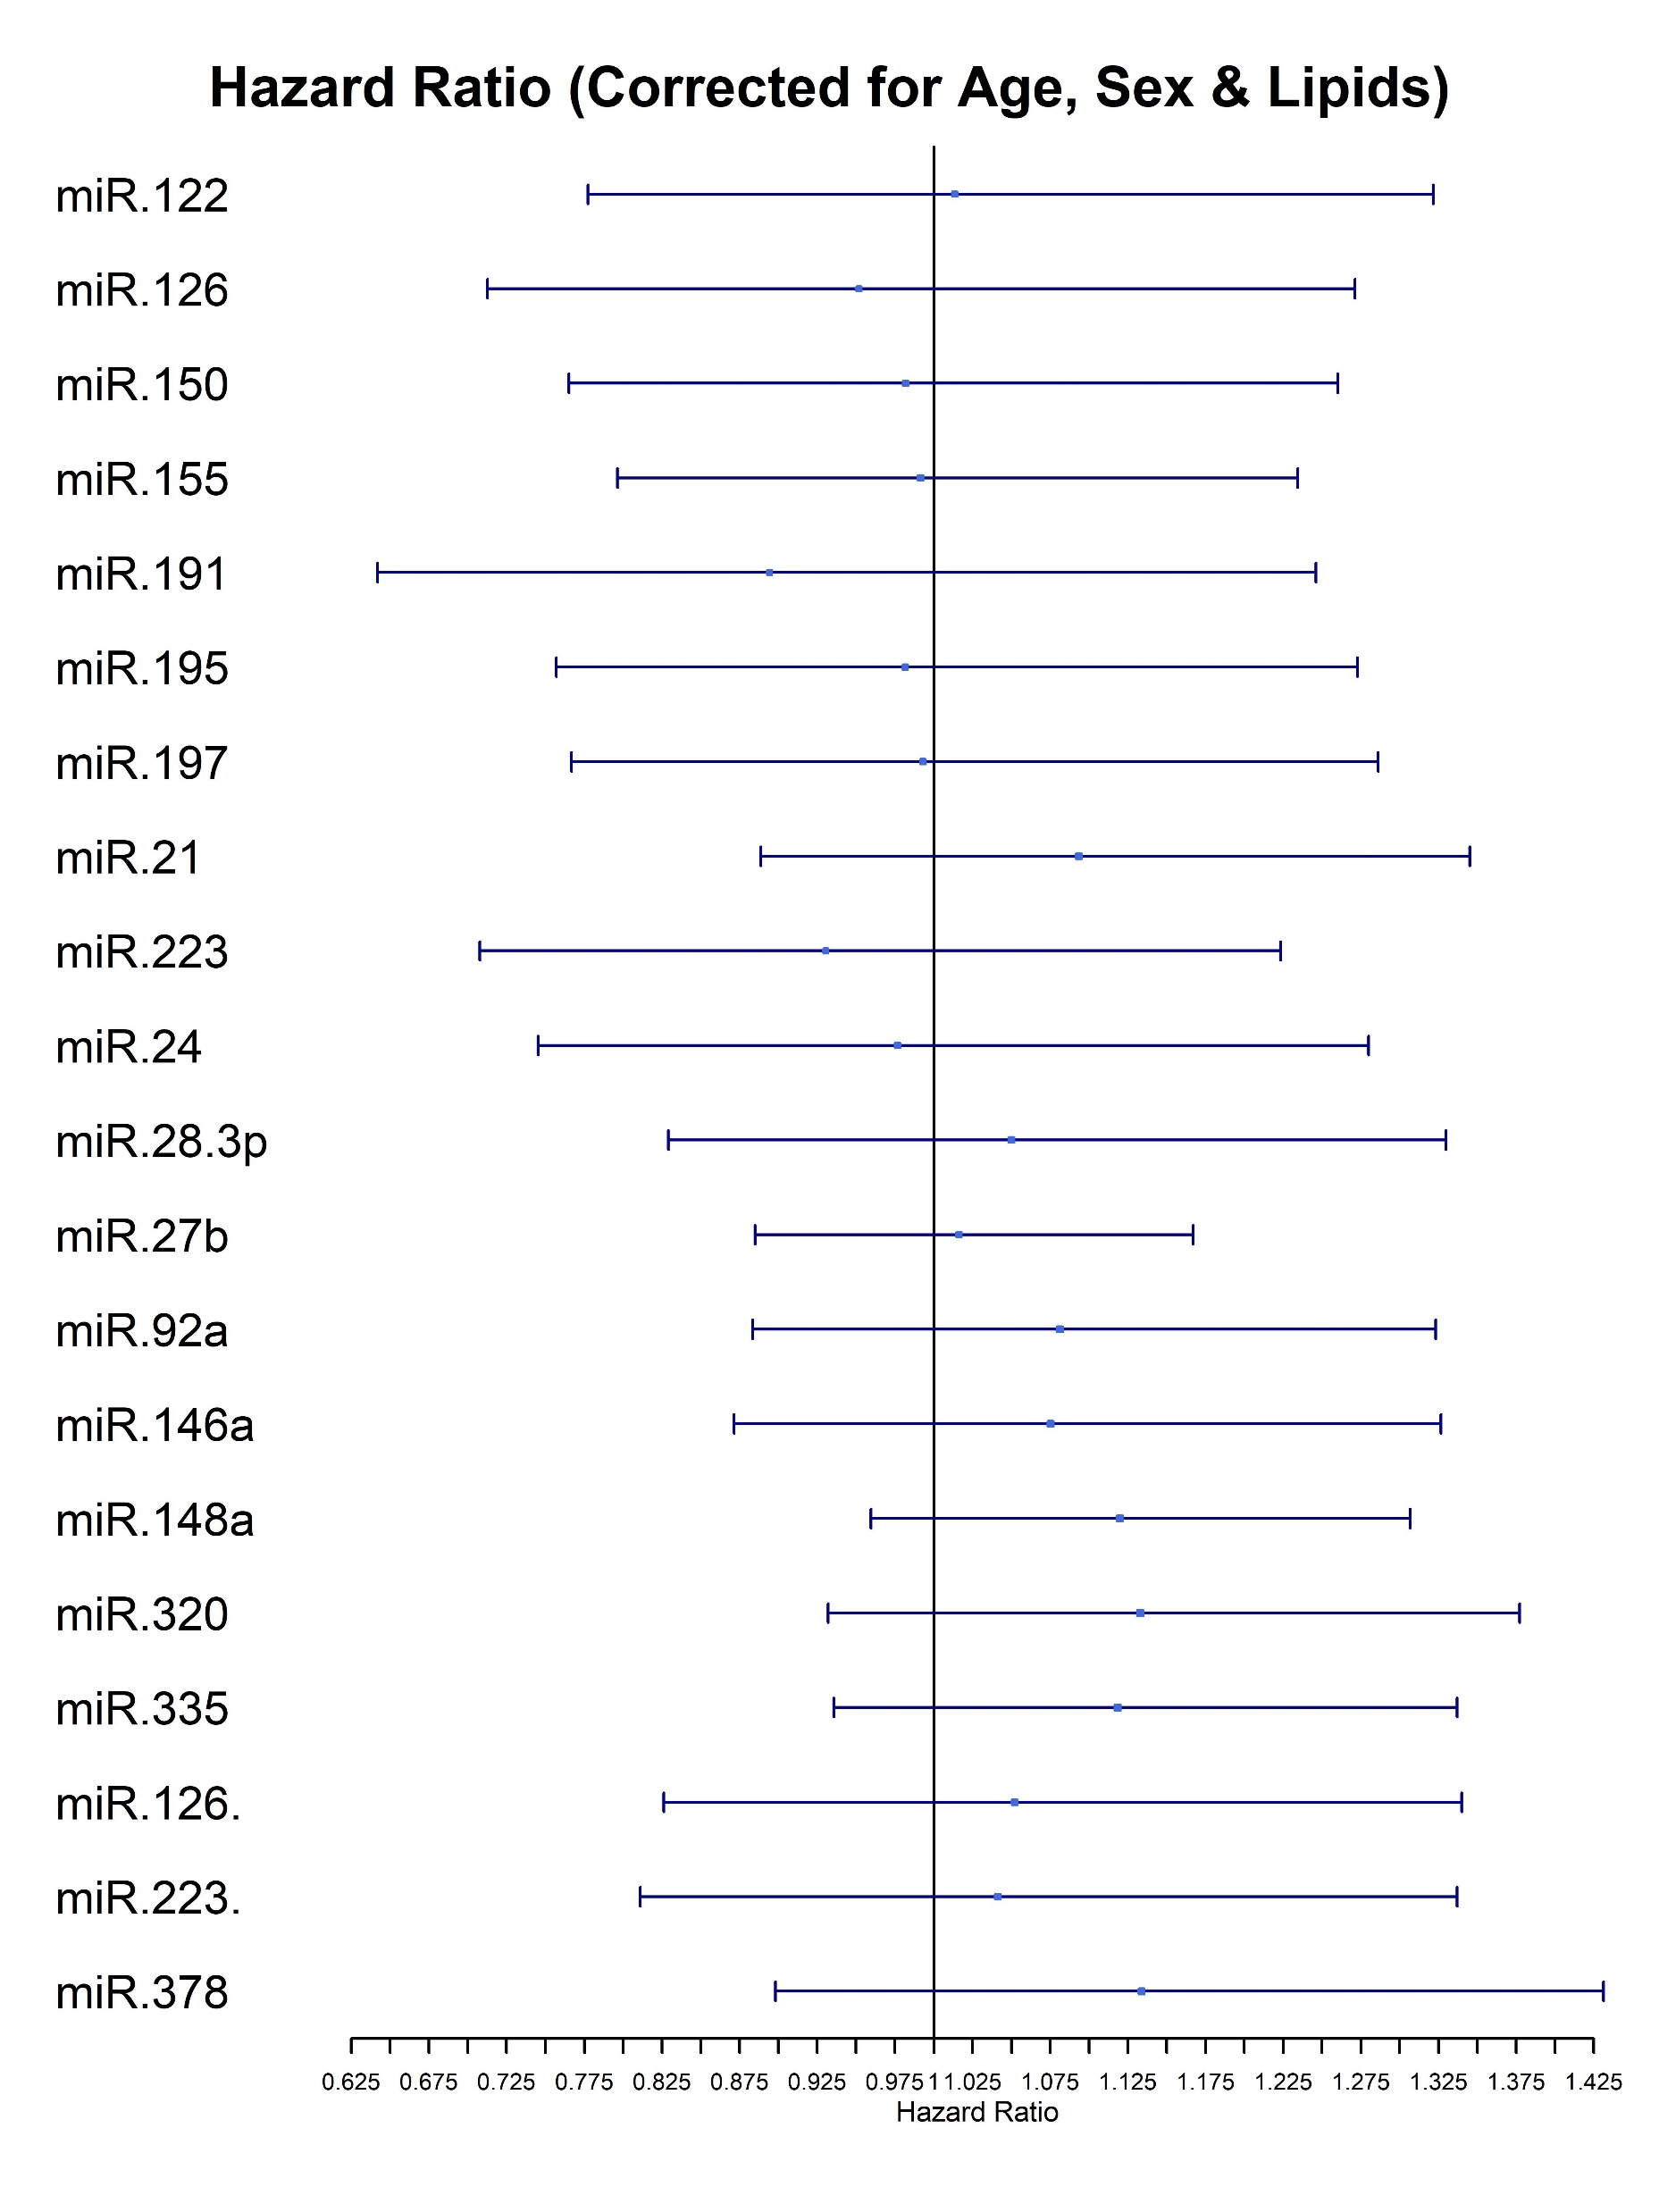 Hazard Ratio (Corrected for Age, Sex & Lipids)
miR.122
miR.126
miR.150
miR.155
miR.191
miR.195
miR.197
miR.21
miR.223
miR.24
miR.28.3p
miR.27b
miR.92a
miR.146a
miR.148a
miR.320
miR.335
miR.126.
miR.223.
miR.378
0.625 0.675 0.725 0.775 0.825 0.875 0.925 0.975 1 1.025 1.075 1.125 1.175 1.225 1.275 1.325 1.375 1.425
Hazard Ratio